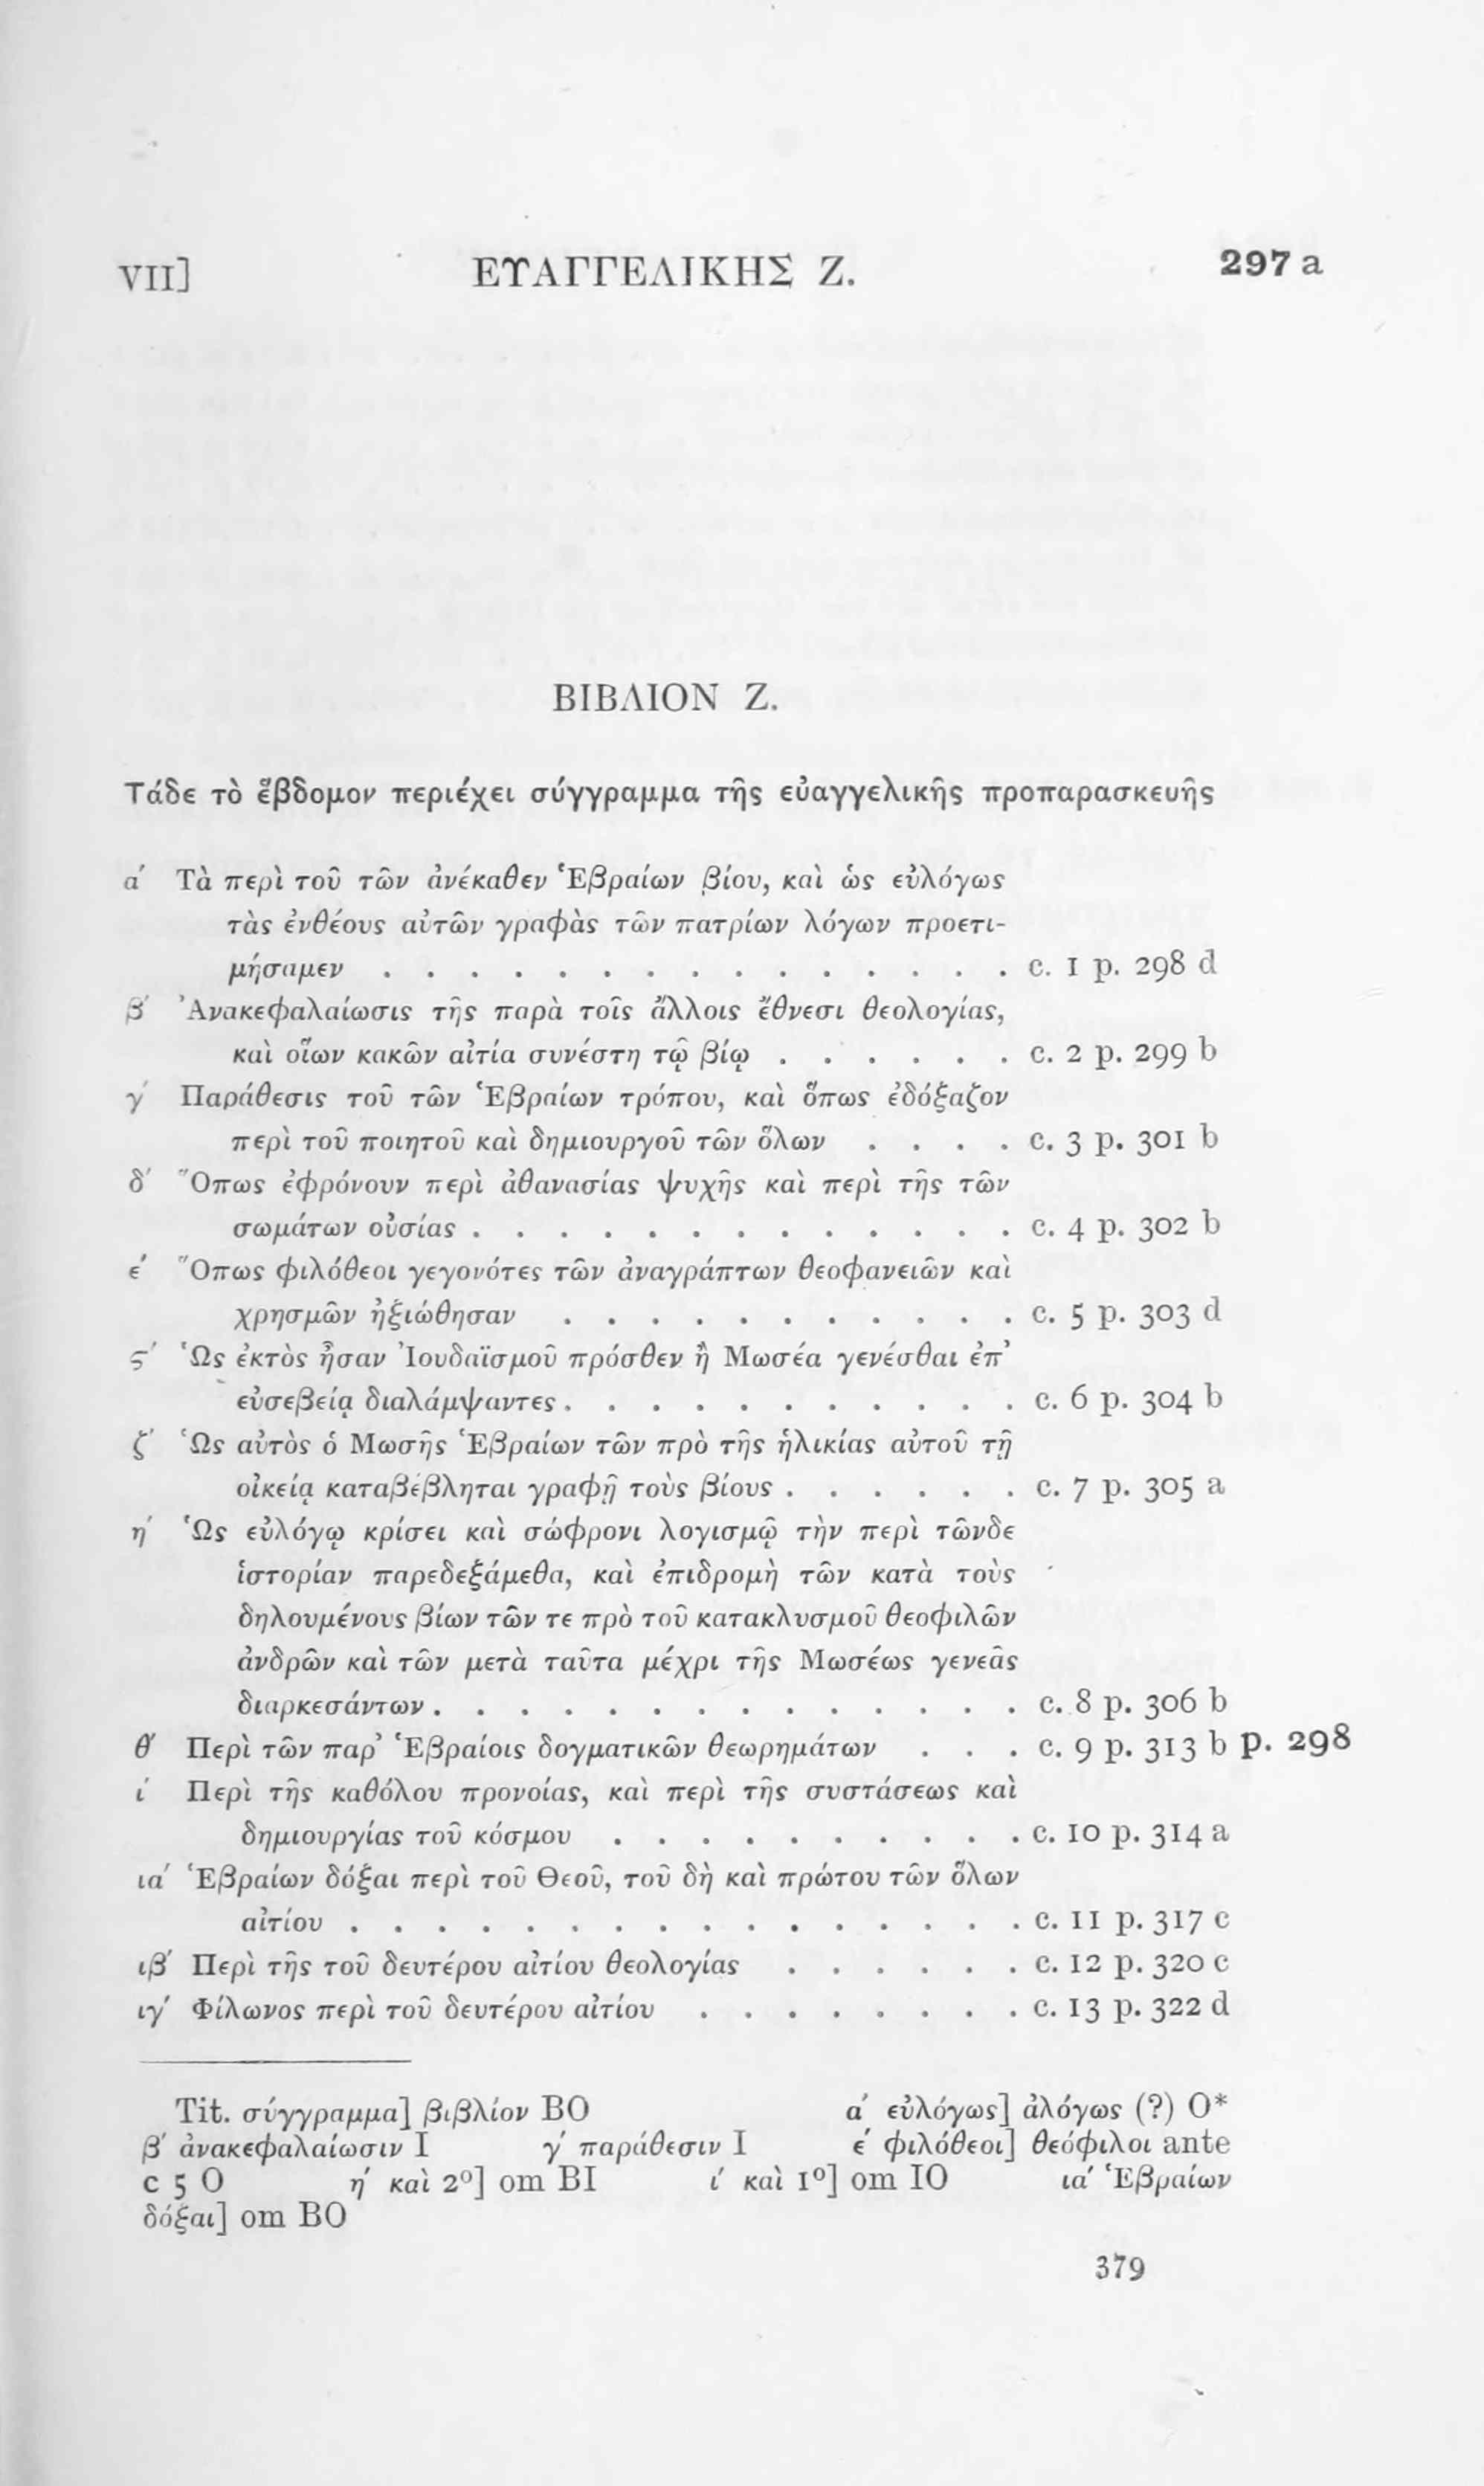 VII] ΕΥΑΓΓΕΛΙΚΗΣ Ζ. 297 a
ΒΙΒΛΙΟΝ Ζ.
Τάδε τὸ ἕβδομον περιέχει σύγγραμμα τῆς εὐαγγελικῆς προπαρασκευῆς
α´ Τὰ περὶ τοῦ τῶν ἀνέκαθεν Ἑβραίων βίου, καὶ ὡς εὐλόγως
τὰς ἐνθέους αὐτῶν γραφὰς τῶν πατρίων λόγων προετι-
μήσαμεν . . . . . . . . . . . . . . . c. 1 p. 298 d
β´ Ἀνακεφαλαίωσις τῆς παρὰ τοῖς ἄλλοις ἔθνεσι θεολογίας,
καὶ οἵων κακῶν αἰτία συνέστη τῷ βίῳ . . . . . . c. 2 p. 299 b
γ´ Παράθεσις τοῦ τῶν Ἑβραίων τρόπου, καὶ ὅπως ἐδόξαζον
περὶ τοῦ ποιητοῦ καὶ δημιουργοῦ τῶν ὅλων . . . . c. 3 p. 301 b
δ´ Ὅπως ἐφρόνουν περὶ ἀθανασίας ψυχῆς καὶ περὶ τῆς τῶν
σωμάτων οὐσίας . . . . . . . . . . . . . c. 4 p. 302 b
ε´ Ὅπως φιλόθεοι γεγονότες τῶν ἀναγράπτων θεοφανειῶν καὶ
χρησμῶν ἠξιώθησαν . . . . . . . . . . . c. 5 p. 303 d
ϛ´ Ὡς ἐκτὸς ἦσαν Ἰουδαϊσμοῦ πρόσθεν ἢ Μωσέα γενέσθαι ἐπ’
εὐσεβείᾳ διαλάμψαντες . . . . . . . . . . . c. 6 p. 304 b
ζ´ Ὡς αὐτὸς ὁ Μωσῆς Ἑβραίων τῶν πρὸ τῆς ἡλικίας αὐτοῦ τῇ
οἰκείᾳ καταβέβληται γραφῇ τοὺς βίους . . . . . . c. 7 p. 305 a
η´ Ὡς εὐλόγῳ κρίσει καὶ σώφρονι λογισμῷ τὴν περὶ τῶνδε
ἱστορίαν παρεδεξάμεθα, καὶ ἐπιδρομὴ τῶν κατὰ τοὺς
δηλουμένους βίων τῶν τε πρὸ τοῦ κατακλυσμοῦ θεοφιλῶν
ἀνδρῶν καὶ τῶν μετὰ ταῦτα μέχρι τῆς Μωσέως γενεᾶς
διαρκεσάντων . . . . . . . . . . . . . . c. 8 p. 306 b
θ´ Περὶ τῶν παρ’ Ἑβραίοις δογματικῶν θεωρημάτων . . . c. 9 p. 313 b p. 298
ι´ Περὶ τῆς καθόλου προνοίας, καὶ περὶ τῆς συστάσεως καὶ
δημιουργίας τοῦ κόσμου . . . . . . . . . . c. 10 p. 314 a
ια´ Ἑβραίων δόξαι περὶ τοῦ Θεοῦ, τοῦ δὴ καὶ πρώτου τῶν ὅλων
αἰτίου . . . . . . . . . . . . . . . . c. 11 p. 317 c
ιβ´ Περὶ τῆς τοῦ δευτέρου αἰτίου θεολογίας . . . . . . c. 12 p. 320 c
ιγ´ Φίλωνος περὶ τοῦ δευτέρου αἰτίου . . . . . . . . c. 13 p. 322 d
Tit. σύγγραμμα] βιβλίον BO α´ εὐλόγως] ἀλόγως (?) O*
β´ ἀνακεφαλαίωσιν I γ´ παράθεσιν I ε´ φιλόθεοι] θεόφιλοι ante
c 5 O η´ καὶ 2º] om BI ι´ καὶ 1º] om IO ια´ Ἑβραίων
δόξαι] om BO
379